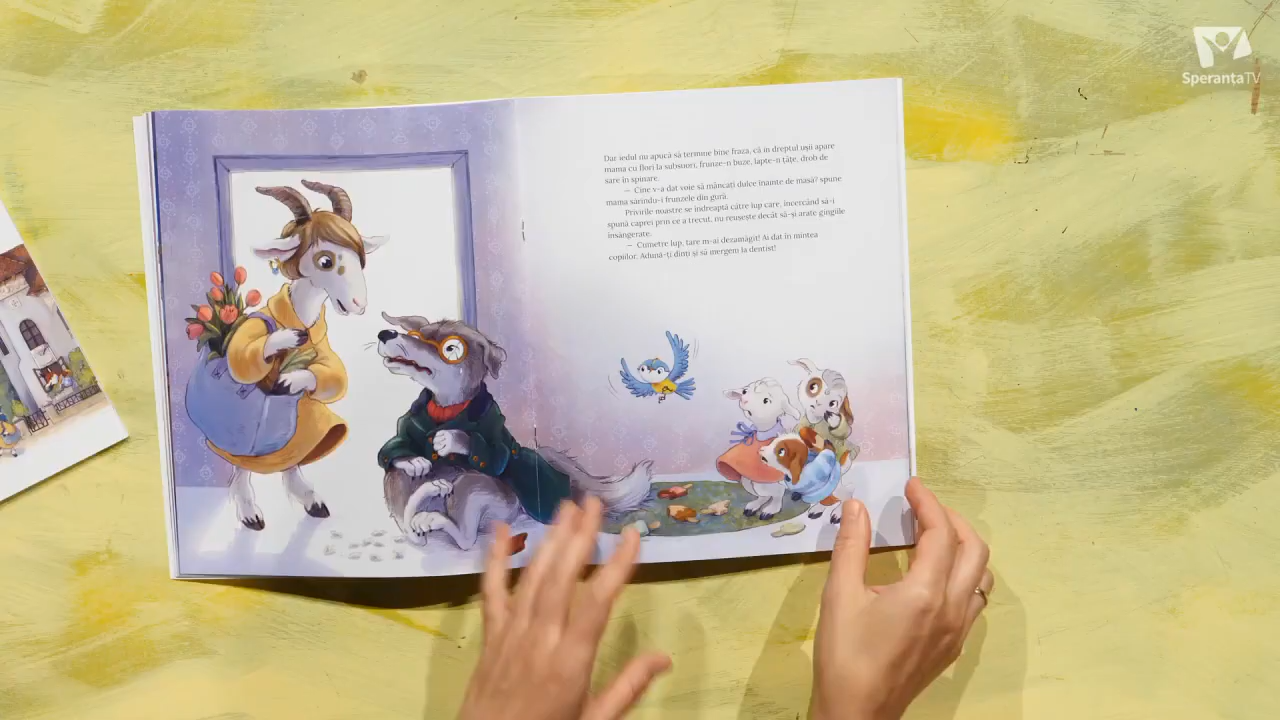 Dar iedul nu apucă să termine bine fraza, că în dreptul ușii apare
mama cu flori la subsuori, frunze-n buze, lapte-n țâțe, drob de
sare în spinare.
— Cine v-a dat voie să mâncați dulce înainte de masă? spune
mama sărindu-i frunzele din gură.
Privirile noastre se îndreaptă către lup care, încercând să-i
spună caprei prin ce a trecut, nu reușește decât să-și arate gingiile
însângerate.
— Cumetre lup, tare m-ai dezamăgit! Ai dat în mintea
copiilor. Adună-ți dinți și să mergem la dentist!
Speranta TV